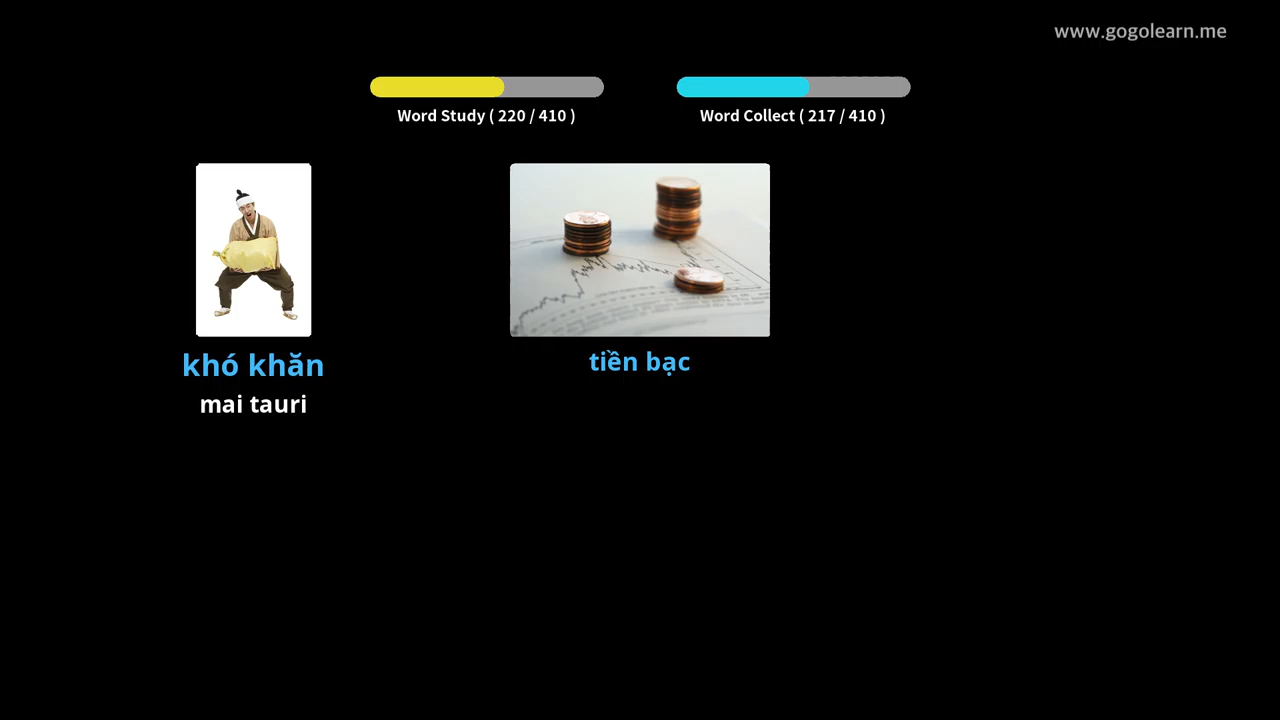 www.gogolearn.me
Word Study ( 220 / 410 )
Word Collect ( 217 / 410 )
khó khăn
mai tauri
tiền bạc